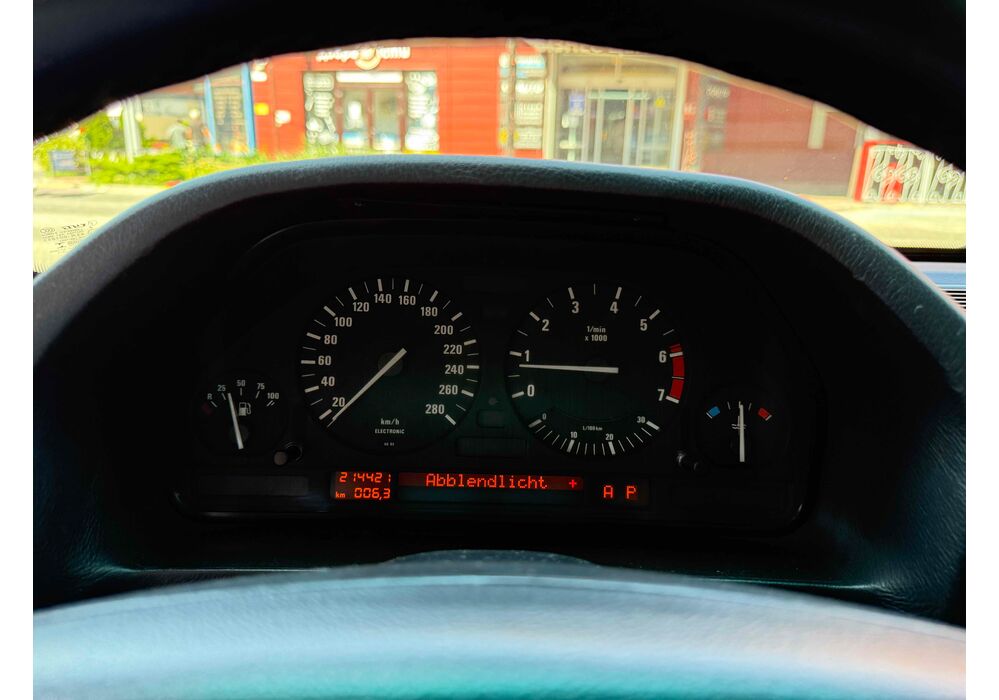 R 25 50 75 100
20 40 60 80 100 120 140 160 180 200 220 240 260 280
km/h
ELECTRONIC
0 1 2 3 4 5 6 7
1/min
x 1000
0 10 20 30
L/100km
214421
km 006,3
Abblendlicht +
A P